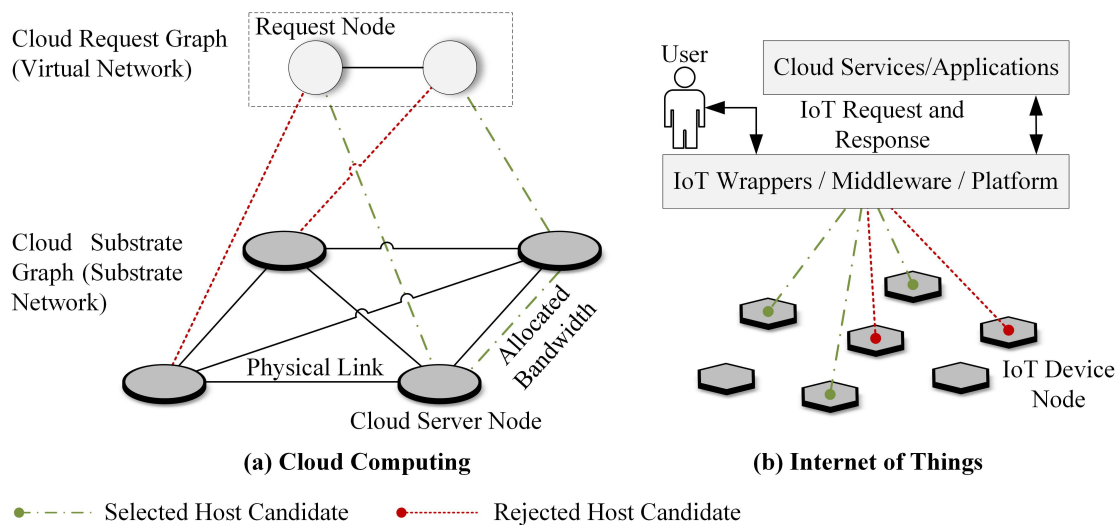 Cloud Request Graph
(Virtual Network)
Request Node
Cloud Substrate
Graph (Substrate
Network)
Physical Link
Allocated
Bandwidth
Cloud Server Node
(a) Cloud Computing
User
Cloud Services/Applications
IoT Request and
Response
IoT Wrappers / Middleware / Platform
IoT Device
Node
(b) Internet of Things
Selected Host Candidate
Rejected Host Candidate